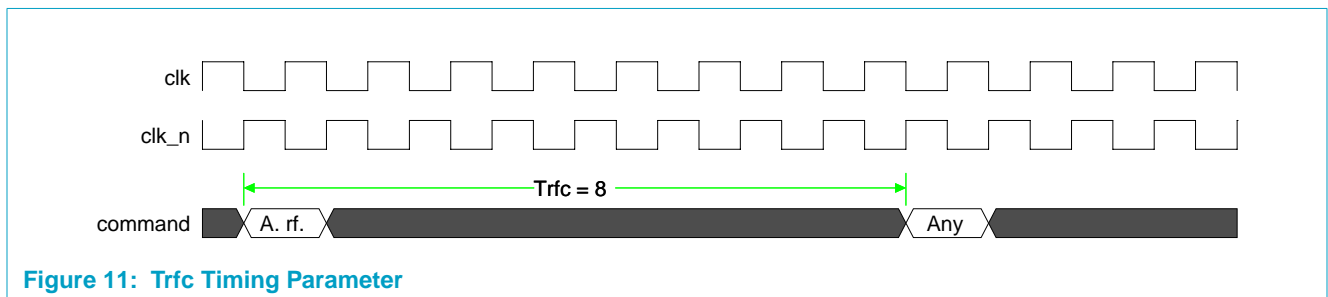 clk
clk_n
Trfc = 8
command
A. rf.
Any
Figure 11: Trfc Timing Parameter